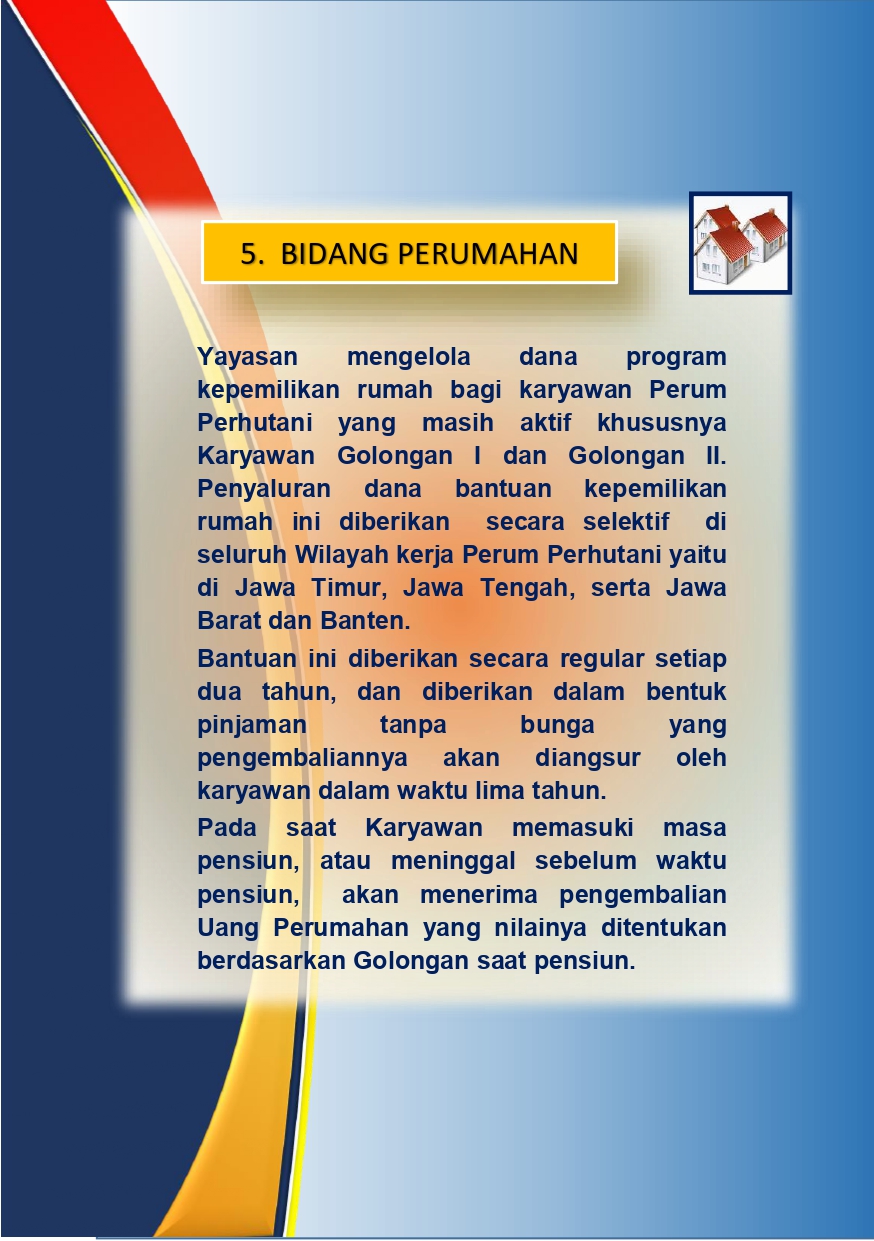 5. BIDANG PERUMAHAN
Yayasan mengelola dana program
kepemilikan rumah bagi karyawan Perum
Perhutani yang masih aktif khususnya
Karyawan Golongan I dan Golongan II.
Penyaluran dana bantuan kepemilikan
rumah ini diberikan secara selektif di
seluruh Wilayah kerja Perum Perhutani yaitu
di Jawa Timur, Jawa Tengah, serta Jawa
Barat dan Banten.
Bantuan ini diberikan secara regular setiap
dua tahun, dan diberikan dalam bentuk
pinjaman tanpa bunga yang
pengembaliannya akan diangsur oleh
karyawan dalam waktu lima tahun.
Pada saat Karyawan memasuki masa
pensiun, atau meninggal sebelum waktu
pensiun, akan menerima pengembalian
Uang Perumahan yang nilainya ditentukan
berdasarkan Golongan saat pensiun.